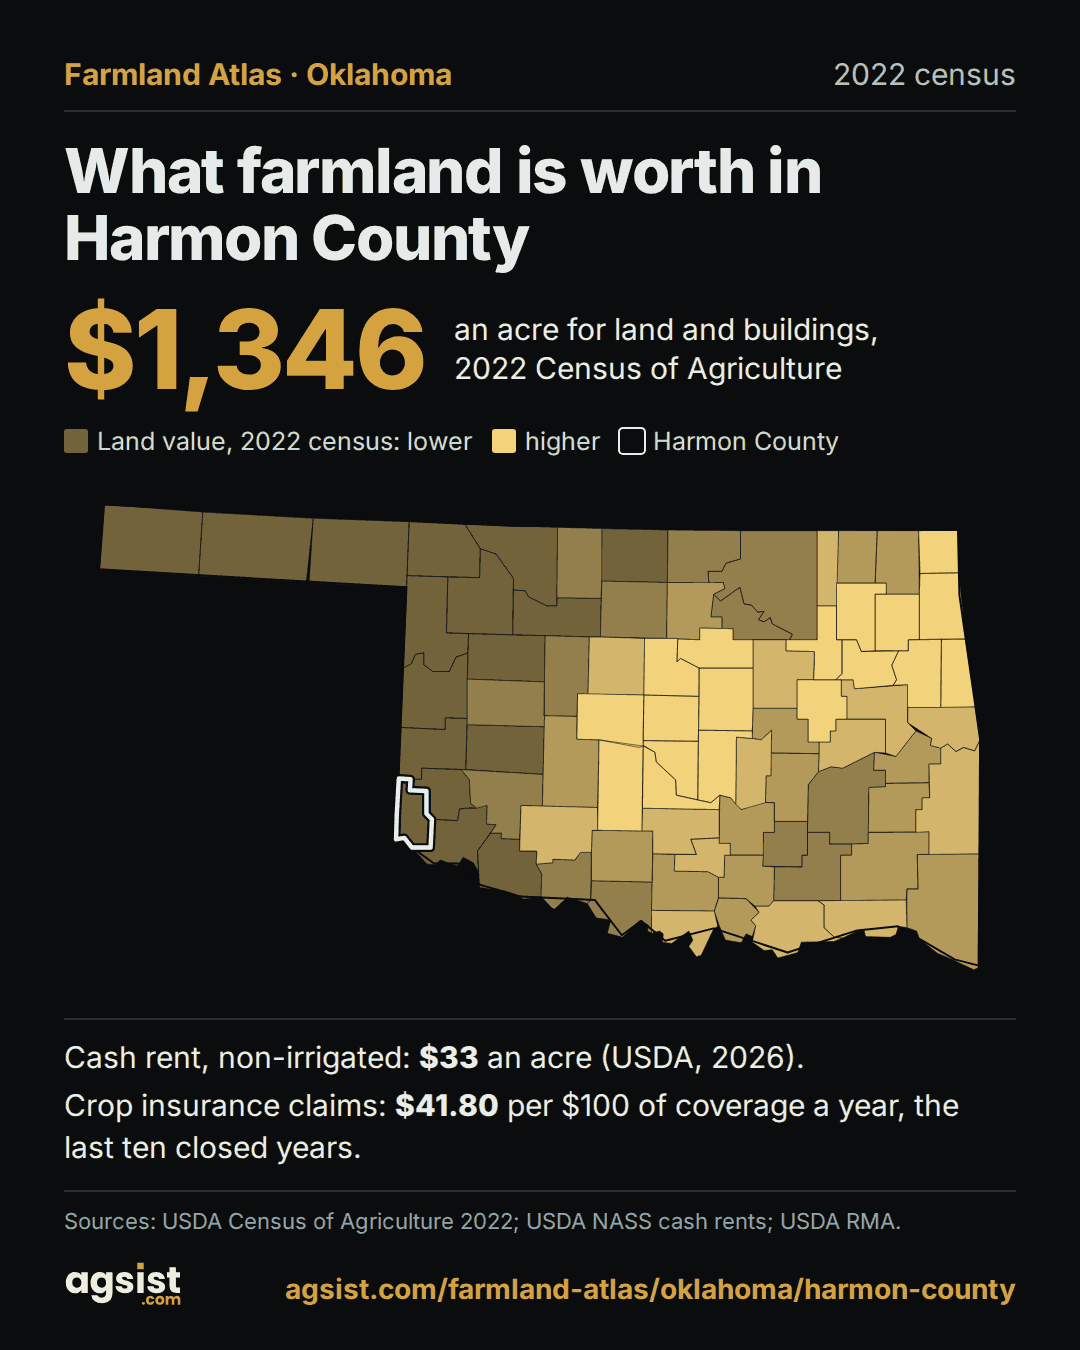 Farmland Atlas · Oklahoma
2022 census
What farmland is worth in
Harmon County
$1,346
an acre for land and buildings,
2022 Census of Agriculture
Land value, 2022 census: lower
higher
Harmon County
Cash rent, non-irrigated: $33 an acre (USDA, 2026).
Crop insurance claims: $41.80 per $100 of coverage a year, the
last ten closed years.
Sources: USDA Census of Agriculture 2022; USDA NASS cash rents; USDA RMA.
agsist
.com
agsist.com/farmland-atlas/oklahoma/harmon-county